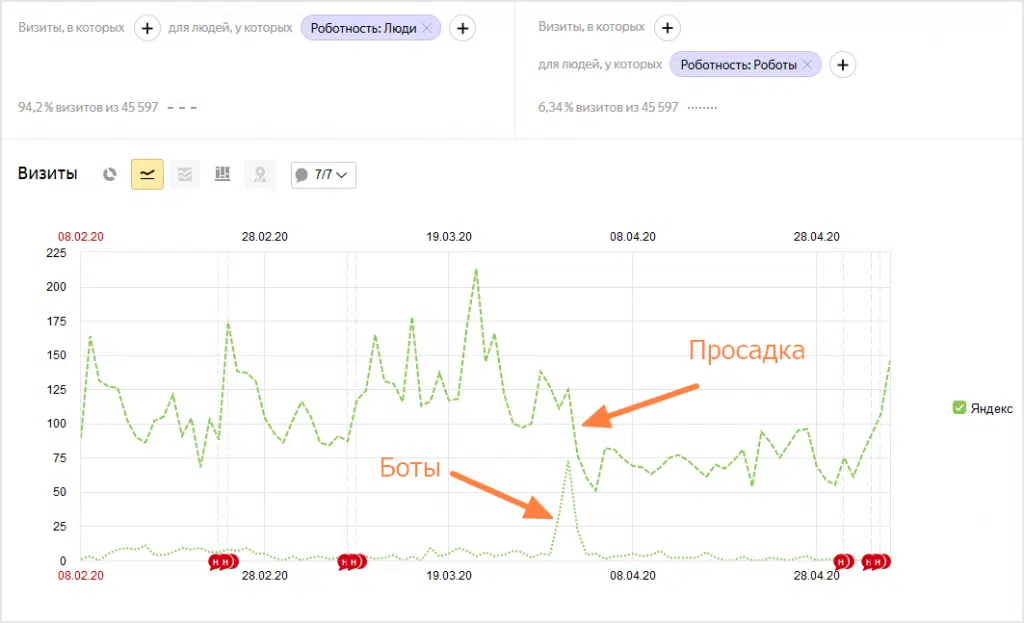 Визиты, в которых + для людей, у которых Роботность: Люди × +
94,2 % визитов из 45 597
Визиты, в которых +
для людей, у которых Роботность: Роботы × +
6,34 % визитов из 45 597
Визиты 7/7
08.02.20 28.02.20 19.03.20 08.04.20 28.04.20
225
200
175
150
125
100
75
50
25
0
Просадка
Боты
Яндекс
н н ) н н ) н ) н н )
08.02.20 28.02.20 19.03.20 08.04.20 28.04.20